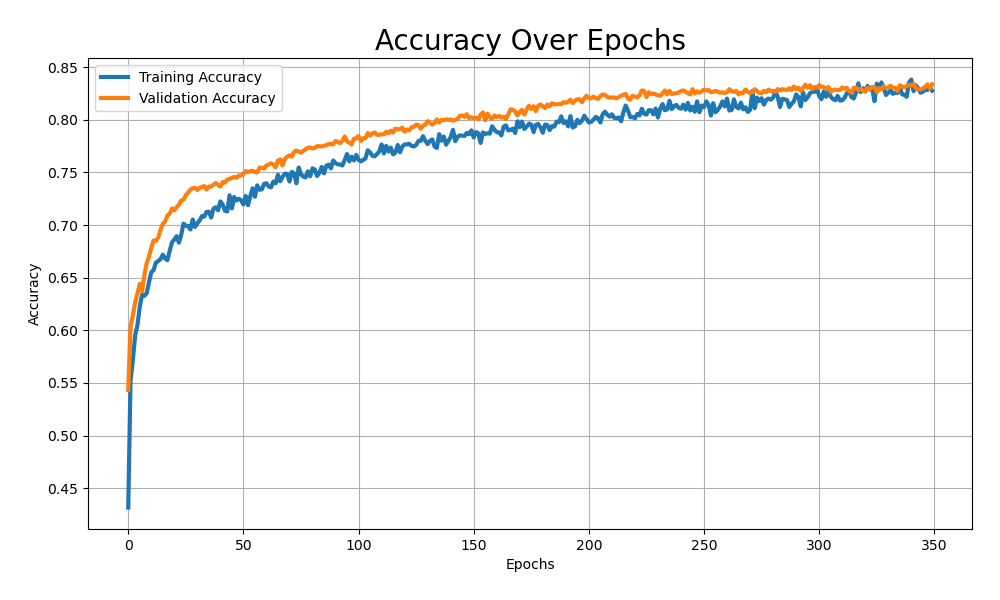 Accuracy Over Epochs
Training Accuracy
Validation Accuracy
Accuracy
0.85
0.80
0.75
0.70
0.65
0.60
0.55
0.50
0.45
0 50 100 150 200 250 300 350
Epochs